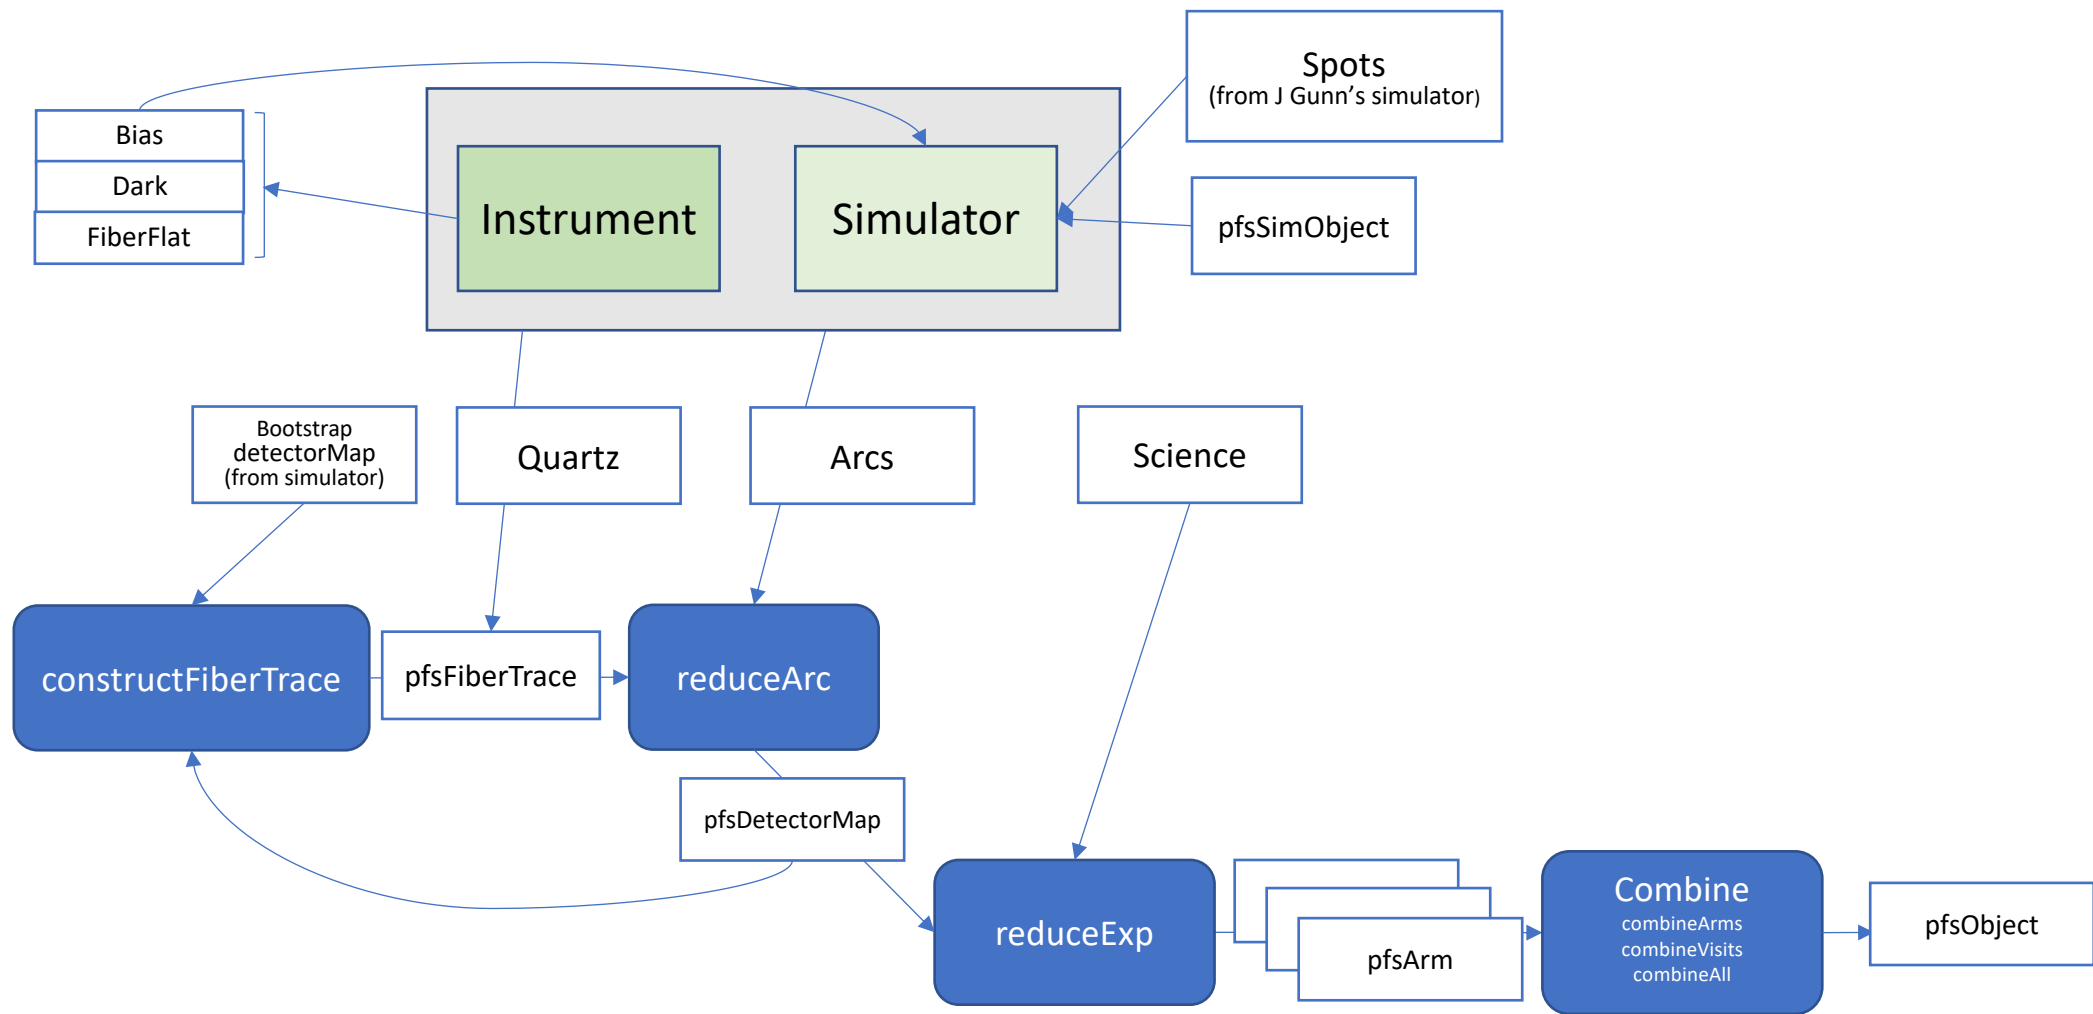 Spots
(from J Gunn’s simulator)
Bias
Dark
FiberFlat
Instrument
Simulator
pfsSimObject
Bootstrap
detectorMap
(from simulator)
Quartz
Arcs
Science
constructFiberTrace
pfsFiberTrace
reduceArc
pfsDetectorMap
reduceExp
pfsArm
Combine
combineArms
combineVisits
combineAll
pfsObject